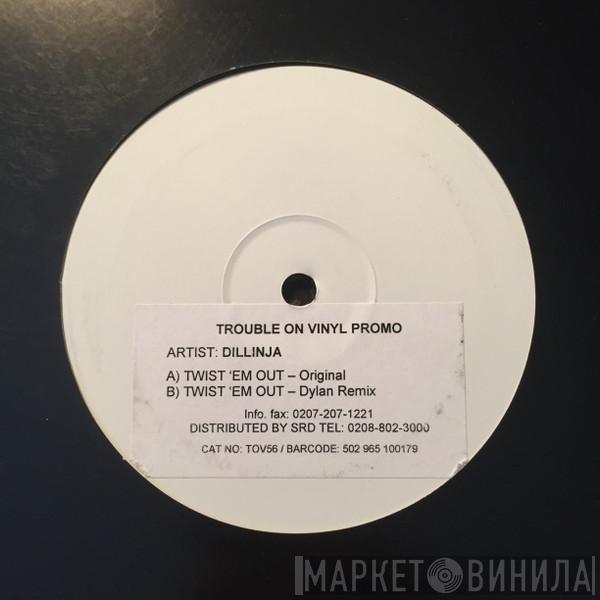 TROUBLE ON VINYL PROMO
ARTIST: DILLINJA
A) TWIST ‘EM OUT – Original
B) TWIST ‘EM OUT – Dylan Remix
Info. fax: 0207-207-1221
DISTRIBUTED BY SRD TEL: 0208-802-3000
CAT NO: TOV56 / BARCODE: 502 965 100179
МАРКЕТ ВИНИЛА